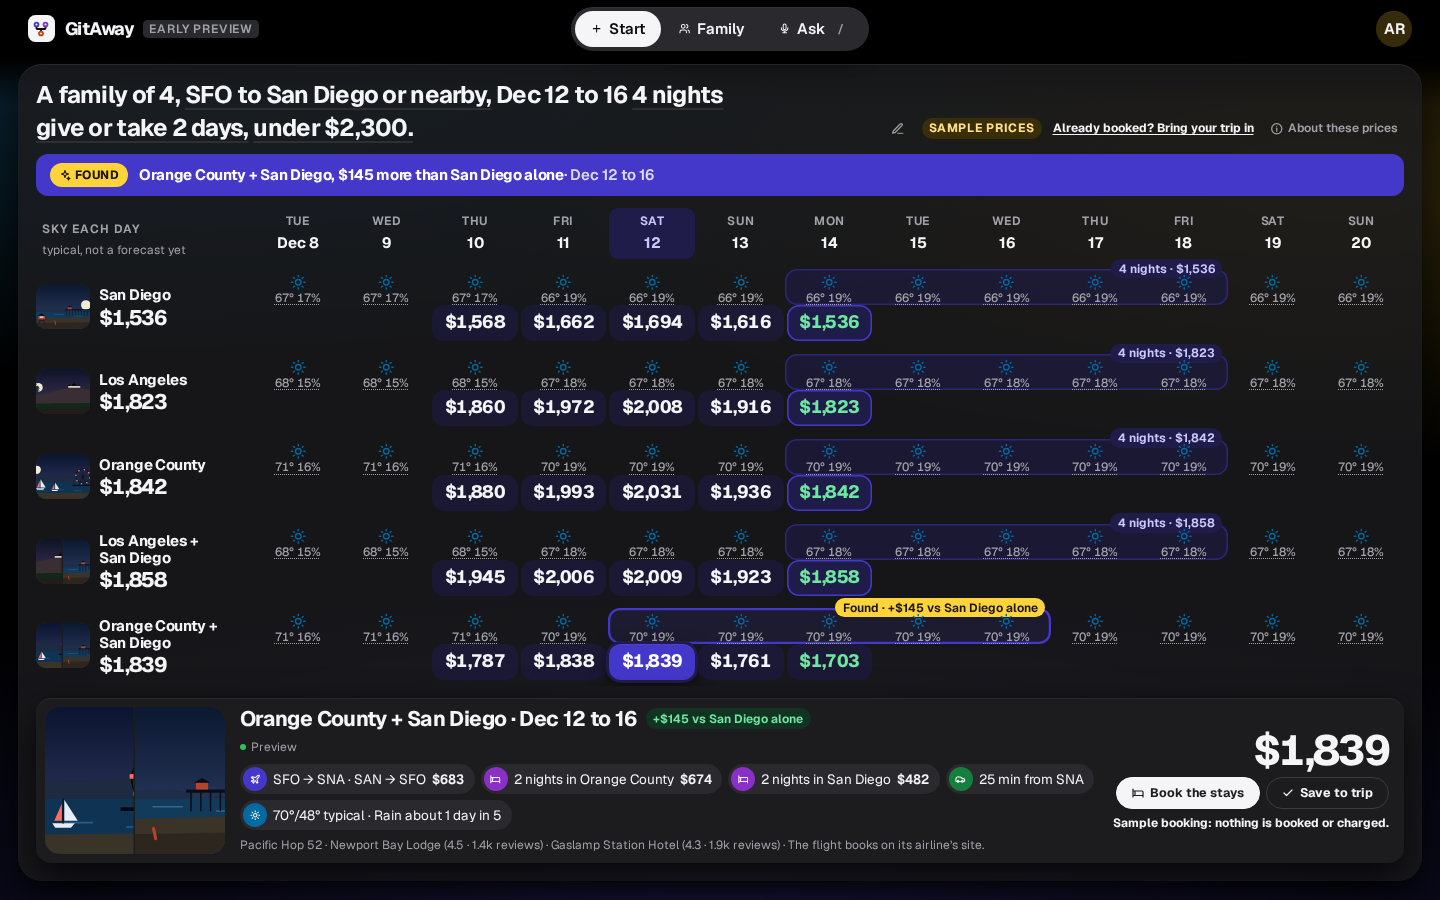 GitAway EARLY PREVIEW
Start Family Ask / AR
A family of 4, SFO to San Diego or nearby, Dec 12 to 16 4 nights
give or take 2 days, under $2,300.
SAMPLE PRICES Already booked? Bring your trip in About these prices
FOUND Orange County + San Diego, $145 more than San Diego alone · Dec 12 to 16
SKY EACH DAY
typical, not a forecast yet
TUE WED THU FRI SAT SUN MON TUE WED THU FRI SAT SUN
Dec 8 9 10 11 12 13 14 15 16 17 18 19 20
4 nights · $1,536
San Diego
67° 17% 67° 17% 67° 17% 66° 19% 66° 19% 66° 19% 66° 19% 66° 19% 66° 19% 66° 19% 66° 19% 66° 19% 66° 19%
$1,536
$1,568 $1,662 $1,694 $1,616 $1,536
4 nights · $1,823
Los Angeles
68° 15% 68° 15% 68° 15% 67° 18% 67° 18% 67° 18% 67° 18% 67° 18% 67° 18% 67° 18% 67° 18% 67° 18% 67° 18%
$1,823
$1,860 $1,972 $2,008 $1,916 $1,823
4 nights · $1,842
Orange County
71° 16% 71° 16% 71° 16% 70° 19% 70° 19% 70° 19% 70° 19% 70° 19% 70° 19% 70° 19% 70° 19% 70° 19% 70° 19%
$1,842
$1,880 $1,993 $2,031 $1,936 $1,842
4 nights · $1,858
Los Angeles +
San Diego
68° 15% 68° 15% 68° 15% 67° 18% 67° 18% 67° 18% 67° 18% 67° 18% 67° 18% 67° 18% 67° 18% 67° 18% 67° 18%
$1,858
$1,945 $2,006 $2,009 $1,923 $1,858
Found · +$145 vs San Diego alone
Orange County +
San Diego
71° 16% 71° 16% 71° 16% 70° 19% 70° 19% 70° 19% 70° 19% 70° 19% 70° 19% 70° 19% 70° 19% 70° 19% 70° 19%
$1,839
$1,787 $1,838 $1,839 $1,761 $1,703
Orange County + San Diego · Dec 12 to 16 +$145 vs San Diego alone
Preview
$1,839
SFO → SNA · SAN → SFO $683 2 nights in Orange County $674 2 nights in San Diego $482 25 min from SNA
Book the stays Save to trip
70°/48° typical · Rain about 1 day in 5
Sample booking: nothing is booked or charged.
Pacific Hop 52 · Newport Bay Lodge (4.5 · 1.4k reviews) · Gaslamp Station Hotel (4.3 · 1.9k reviews) · The flight books on its airline's site.